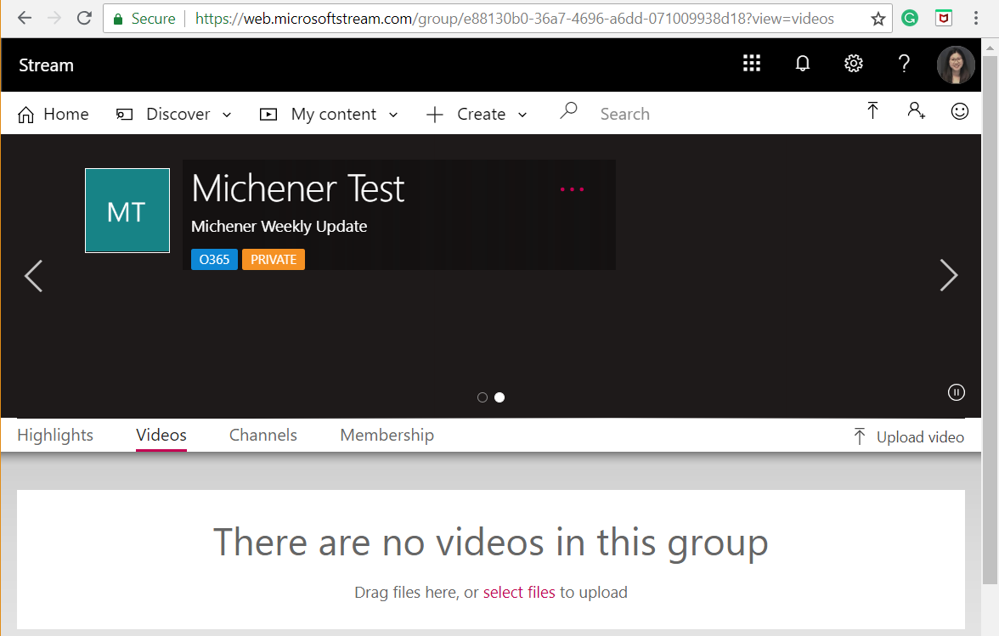 Secure https://web.microsoftstream.com/group/e88130b0-36a7-4696-a6dd-071009938d18?view=videos
Stream
Home Discover My content Create Search
MT
Michener Test
Michener Weekly Update
O365 PRIVATE
Highlights Videos Channels Membership Upload video
There are no videos in this group
Drag files here, or select files to upload